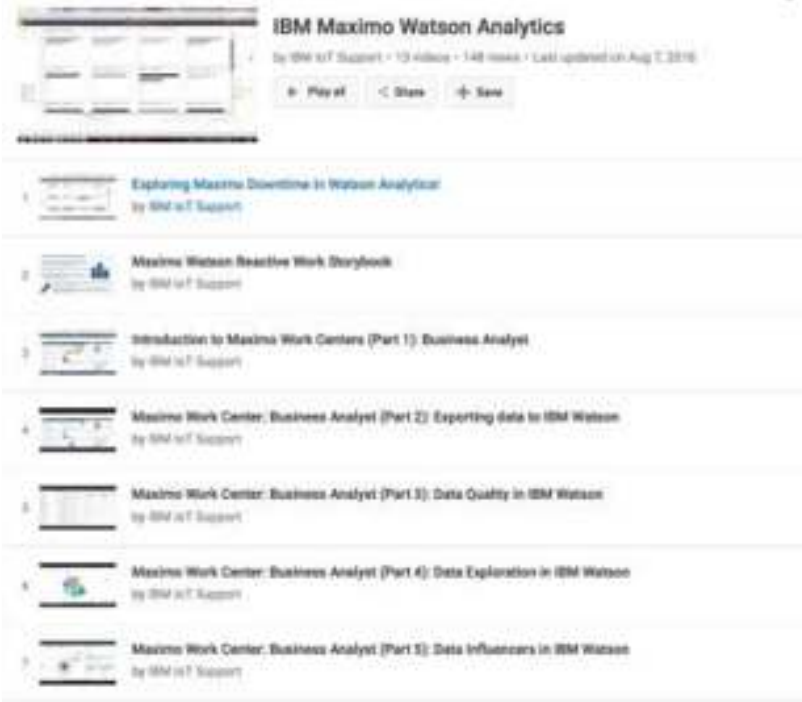 IBM Maximo Watson Analytics
by IBM IoT Support • 13 videos • 148 views • Last updated on Aug 7, 2016
Play all Share Save
1
Exploring Maximo Downtime in Watson Analytics!
by IBM IoT Support
2
Maximo Watson Reactive Work Storybook
by IBM IoT Support
3
Introduction to Maximo Work Centers (Part 1): Business Analyst
by IBM IoT Support
4
Maximo Work Center: Business Analyst (Part 2): Exporting data to IBM Watson
by IBM IoT Support
5
Maximo Work Center: Business Analyst (Part 3): Data Quality in IBM Watson
by IBM IoT Support
6
Maximo Work Center: Business Analyst (Part 4): Data Exploration in IBM Watson
by IBM IoT Support
7
Maximo Work Center: Business Analyst (Part 5): Data Influencers in IBM Watson
by IBM IoT Support